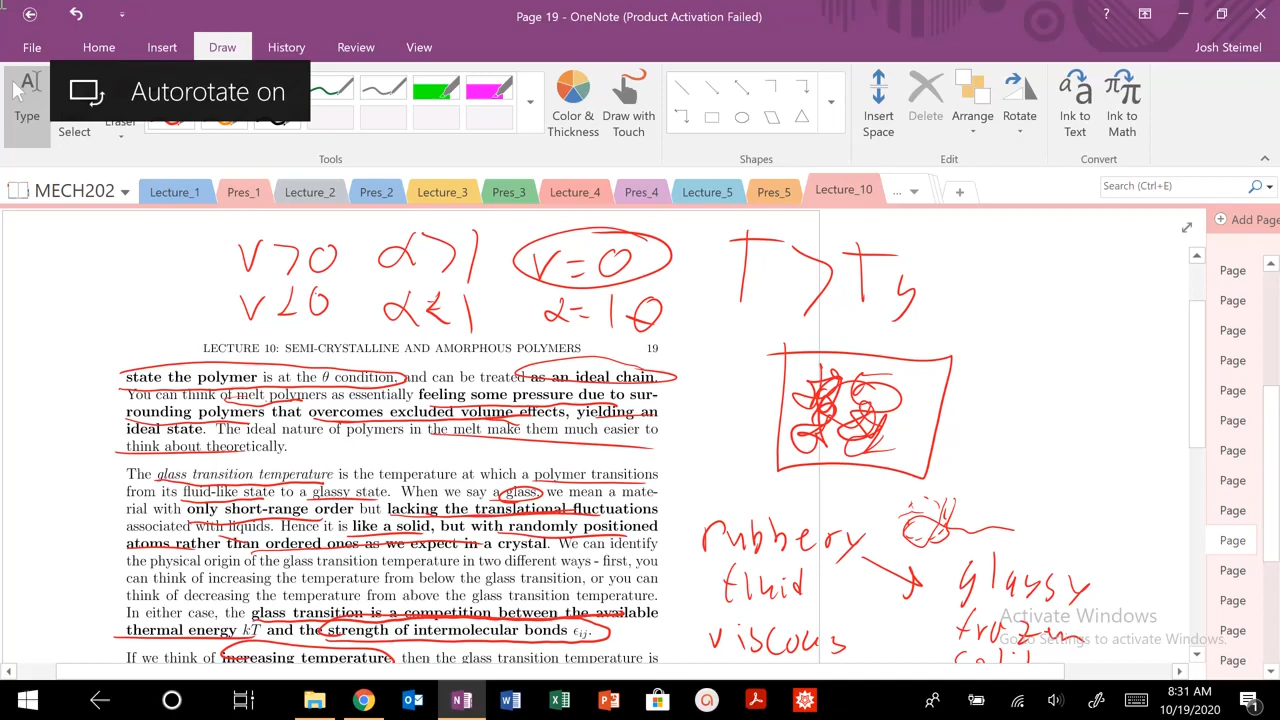 Page 19 - OneNote (Product Activation Failed)
?
File Home Insert Draw History Review View Josh Steimel
Autorotate on
Type Select Eraser
Color & Thickness
Draw with Touch
Insert Space
Delete
Arrange
Rotate
Ink to Text
Ink to Math
Tools Shapes Edit Convert
MECH202 Lecture_1 Pres_1 Lecture_2 Pres_2 Lecture_3 Pres_3 Lecture_4 Pres_4 Lecture_5 Pres_5 Lecture_10 ... Search (Ctrl+E)
Add Page
v>0 α>1 v=0 T>Tg
v<0 α<1 α=1 θ
LECTURE 10: SEMI-CRYSTALLINE AND AMORPHOUS POLYMERS 19
state the polymer is at the θ condition, and can be treated as an ideal chain.
You can think of melt polymers as essentially feeling some pressure due to sur-
rounding polymers that overcomes excluded volume effects, yielding an
ideal state. The ideal nature of polymers in the melt make them much easier to
think about theoretically.
The glass transition temperature is the temperature at which a polymer transitions
from its fluid-like state to a glassy state. When we say a glass, we mean a mate-
rial with only short-range order but lacking the translational fluctuations
associated with liquids. Hence it is like a solid, but with randomly positioned
atoms rather than ordered ones as we expect in a crystal. We can identify
the physical origin of the glass transition temperature in two different ways - first, you
can think of increasing the temperature from below the glass transition, or you can
think of decreasing the temperature from above the glass transition temperature.
In either case, the glass transition is a competition between the available
thermal energy kT and the strength of intermolecular bonds ϵij.
If we think of increasing temperature, then the glass transition temperature is
rubbery
fluid
viscous
glassy
frozen
solid
Page
Page
Page
Page
Page
Page
Page
Page
Page
Page
Page
Page
Page
Page
Activate Windows
Go to Settings to activate Windows.
8:31 AM
10/19/2020
1